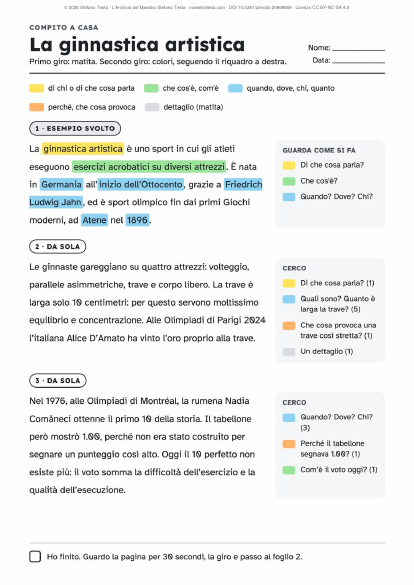 © 2026 Stefano Testa · L'Archivio del Maestro Stefano Testa · maestrotesta.com · DOI 10.5281/zenodo.20669868 · Licenza CC BY-NC-SA 4.0
COMPITO A CASA
La ginnastica artistica
Nome:
Primo giro: matita. Secondo giro: colori, seguendo il riquadro a destra.
Data:
di chi o di che cosa parla
che cos'è, com'è
quando, dove, chi, quanto
perché, che cosa provoca
dettaglio (matita)
1 · ESEMPIO SVOLTO
La ginnastica artistica è uno sport in cui gli atleti
eseguono esercizi acrobatici su diversi attrezzi. È nata
in Germania all'inizio dell'Ottocento, grazie a Friedrich
Ludwig Jahn, ed è sport olimpico fin dai primi Giochi
moderni, ad Atene nel 1896.
GUARDA COME SI FA
Di che cosa parla?
Che cos'è?
Quando? Dove? Chi?
2 · DA SOLA
Le ginnaste gareggiano su quattro attrezzi: volteggio,
parallele asimmetriche, trave e corpo libero. La trave è
larga solo 10 centimetri: per questo servono moltissimo
equilibrio e concentrazione. Alle Olimpiadi di Parigi 2024
l'italiana Alice D'Amato ha vinto l'oro proprio alla trave.
CERCO
Di che cosa parla? (1)
Quali sono? Quanto è
larga la trave? (5)
Che cosa provoca una
trave così stretta? (1)
Un dettaglio (1)
3 · DA SOLA
Nel 1976, alle Olimpiadi di Montréal, la rumena Nadia
Comăneci ottenne il primo 10 della storia. Il tabellone
però mostrò 1.00, perché non era stato costruito per
segnare un punteggio così alto. Oggi il 10 perfetto non
esiste più: il voto somma la difficoltà dell'esercizio e la
qualità dell'esecuzione.
CERCO
Quando? Dove? Chi?
(3)
Perché il tabellone
segnava 1.00? (1)
Com'è il voto oggi? (1)
Ho finito. Guardo la pagina per 30 secondi, la giro e passo al foglio 2.